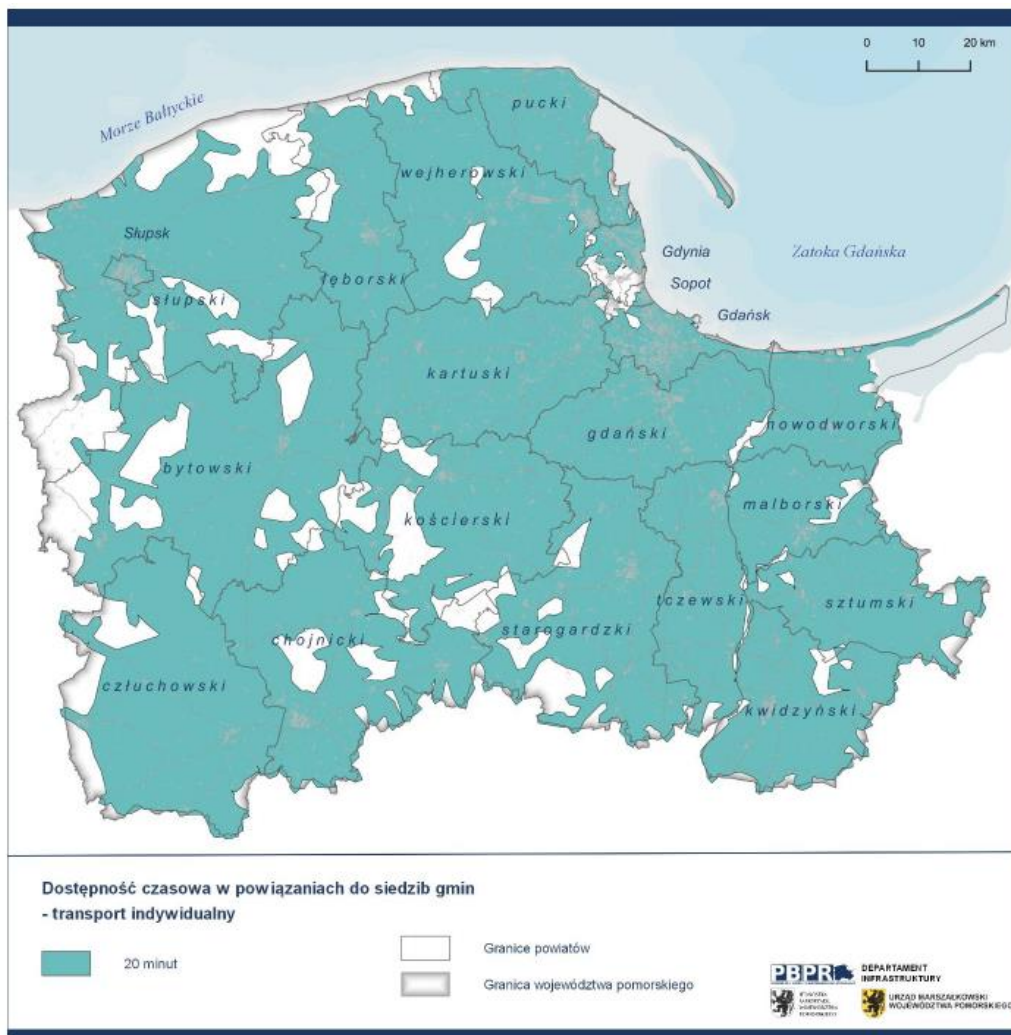 0 10 20 km
Morze Bałtyckie
pucki
wejherowski
Słupsk
Gdynia
Zatoka Gdańska
Sopot
lęborski
słupski
Gdańsk
kartuski
gdański
nowodworski
bytowski
kościerski
malborski
tczewski
sztumski
starogardzki
chojnicki
człuchowski
kwidzyński
Dostępność czasowa w powiązaniach do siedzib gmin
- transport indywidualny
20 minut
Granice powiatów
Granica województwa pomorskiego
PBPR
DEPARTAMENT
INFRASTRUKTURY
URZĄD MARSZAŁKOWSKI
WOJEWÓDZTWA POMORSKIEGO